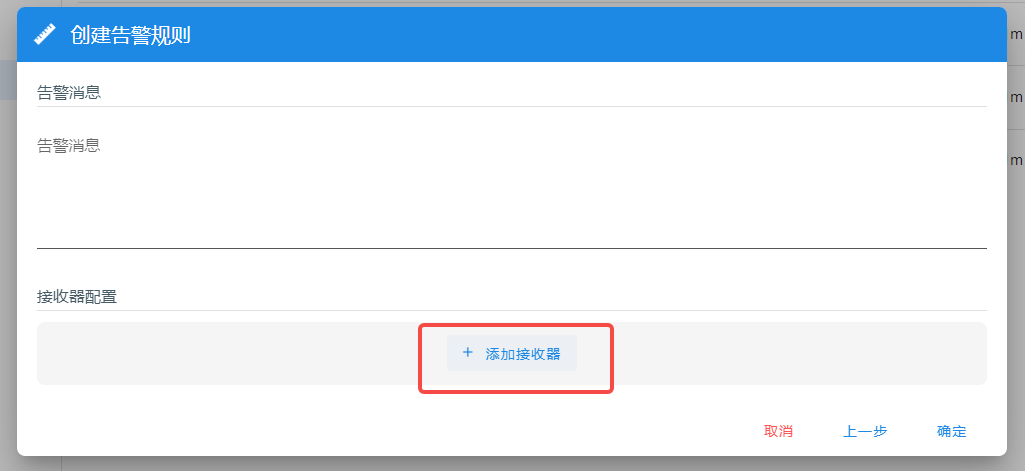 创建告警规则
m
告警消息
m
告警消息
m
接收器配置
+ 添加接收器
取消 上一步 确定